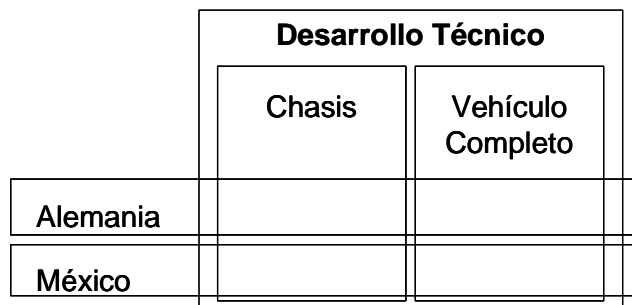 Desarrollo Técnico
Chasis
Vehículo
Completo
Alemania
México